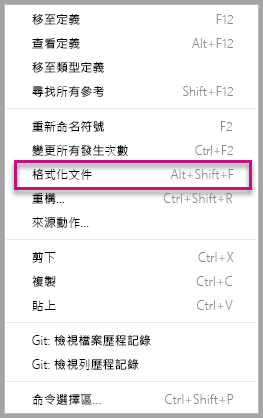 移至定義 F12
查看定義 Alt+F12
移至類型定義
尋找所有參考 Shift+F12
重新命名符號 F2
變更所有發生次數 Ctrl+F2
格式化文件 Alt+Shift+F
重構... Ctrl+Shift+R
來源動作...
剪下 Ctrl+X
複製 Ctrl+C
貼上 Ctrl+V
Git: 檢視檔案歷程記錄
Git: 檢視列歷程記錄
命令選擇區... Ctrl+Shift+P